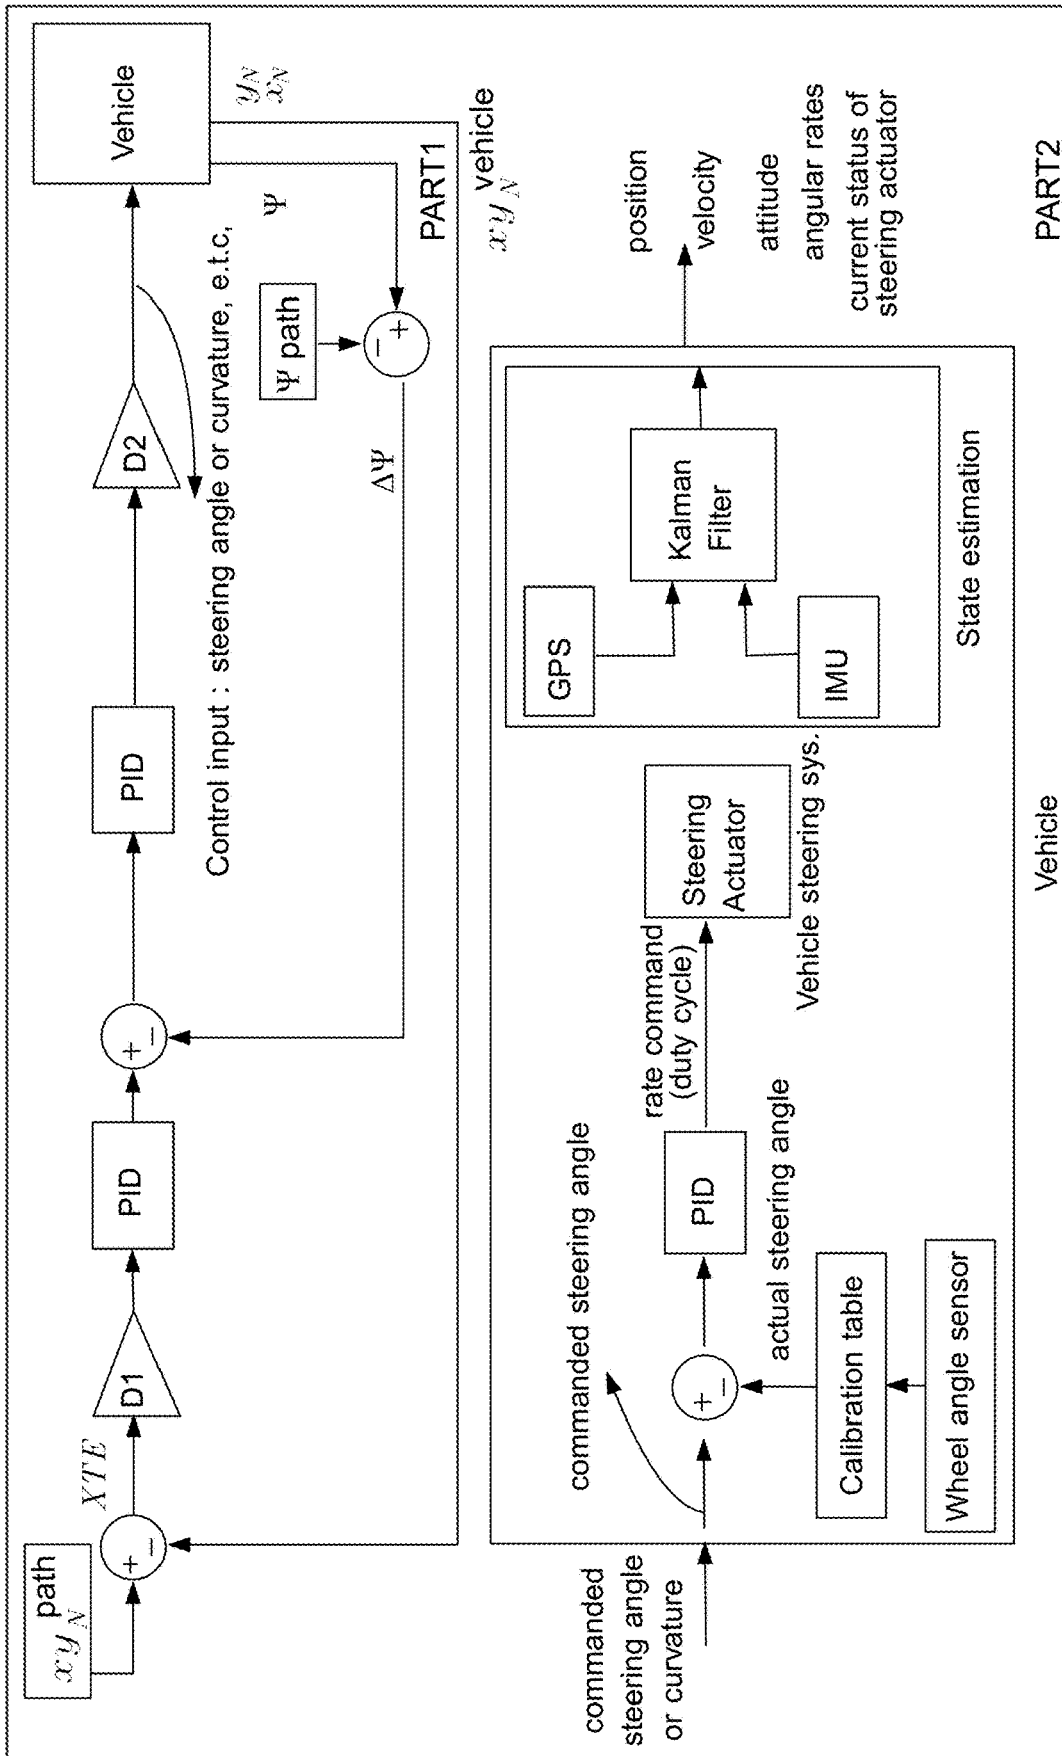 path
xy_N
XTE
+
−
D1
PID
+
−
PID
D2
Vehicle
Control input : steering angle or curvature, e.t.c,
Ψ path
−
+
ΔΨ
Ψ
y_N
x_N
PART1
vehicle
xy_N
commanded
steering angle
or curvature
commanded steering angle
+
−
actual steering angle
Calibration table
Wheel angle sensor
PID
rate command
(duty cycle)
Steering
Actuator
Vehicle steering sys.
GPS
IMU
Kalman
Filter
State estimation
position
velocity
attitude
angular rates
current status of
steering actuator
Vehicle
PART2